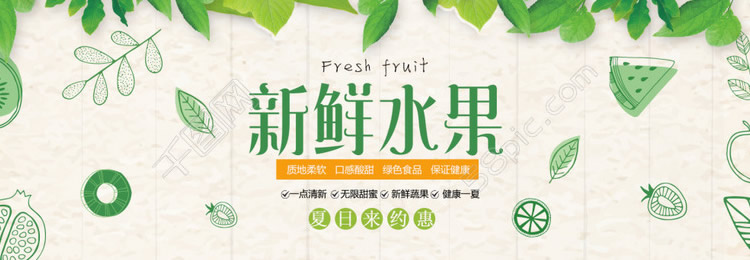 Fresh fruit
新鲜水果
质地柔软 口感酸甜 绿色食品 保证健康
一点清新 无限甜蜜 新鲜蔬果 健康一夏
夏日来约惠